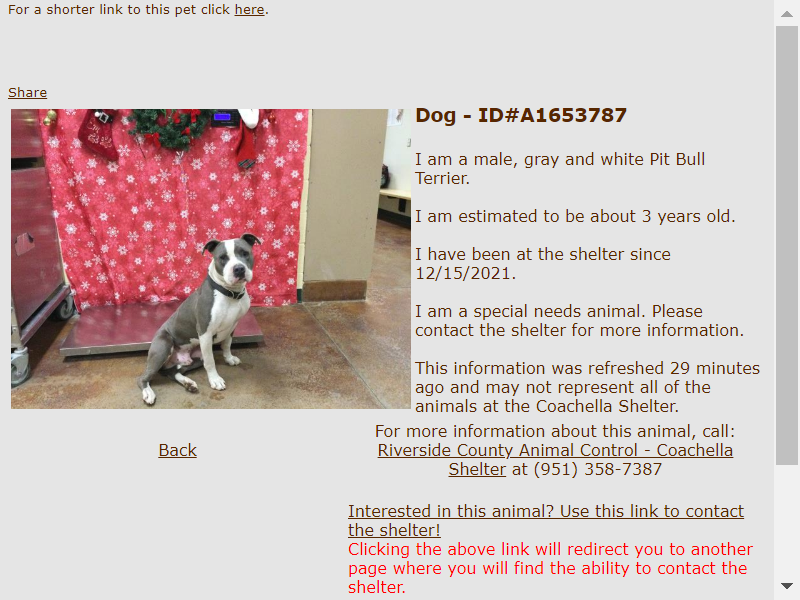 For a shorter link to this pet click here.
Share
Dog - ID#A1653787
I am a male, gray and white Pit Bull
Terrier.
I am estimated to be about 3 years old.
I have been at the shelter since
12/15/2021.
I am a special needs animal. Please
contact the shelter for more information.
This information was refreshed 29 minutes
ago and may not represent all of the
animals at the Coachella Shelter.
Back
For more information about this animal, call:
Riverside County Animal Control - Coachella
Shelter at (951) 358-7387
Interested in this animal? Use this link to contact
the shelter!
Clicking the above link will redirect you to another
page where you will find the ability to contact the
shelter.